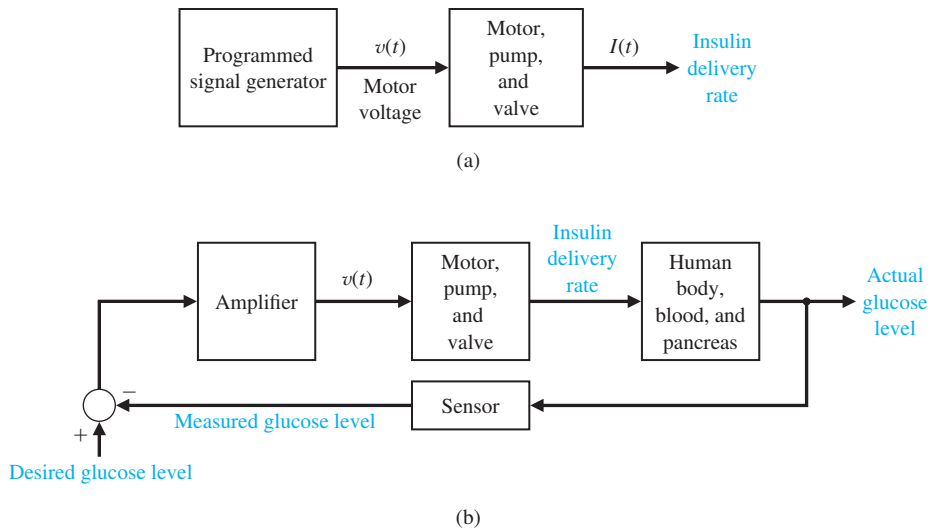 Programmed
signal generator
v(t)
Motor
voltage
Motor,
pump,
and
valve
I(t)
Insulin
delivery
rate
(a)
Amplifier
v(t)
Motor,
pump,
and
valve
Insulin
delivery
rate
Human
body,
blood, and
pancreas
Actual
glucose
level
−
Measured glucose level
Sensor
+
Desired glucose level
(b)